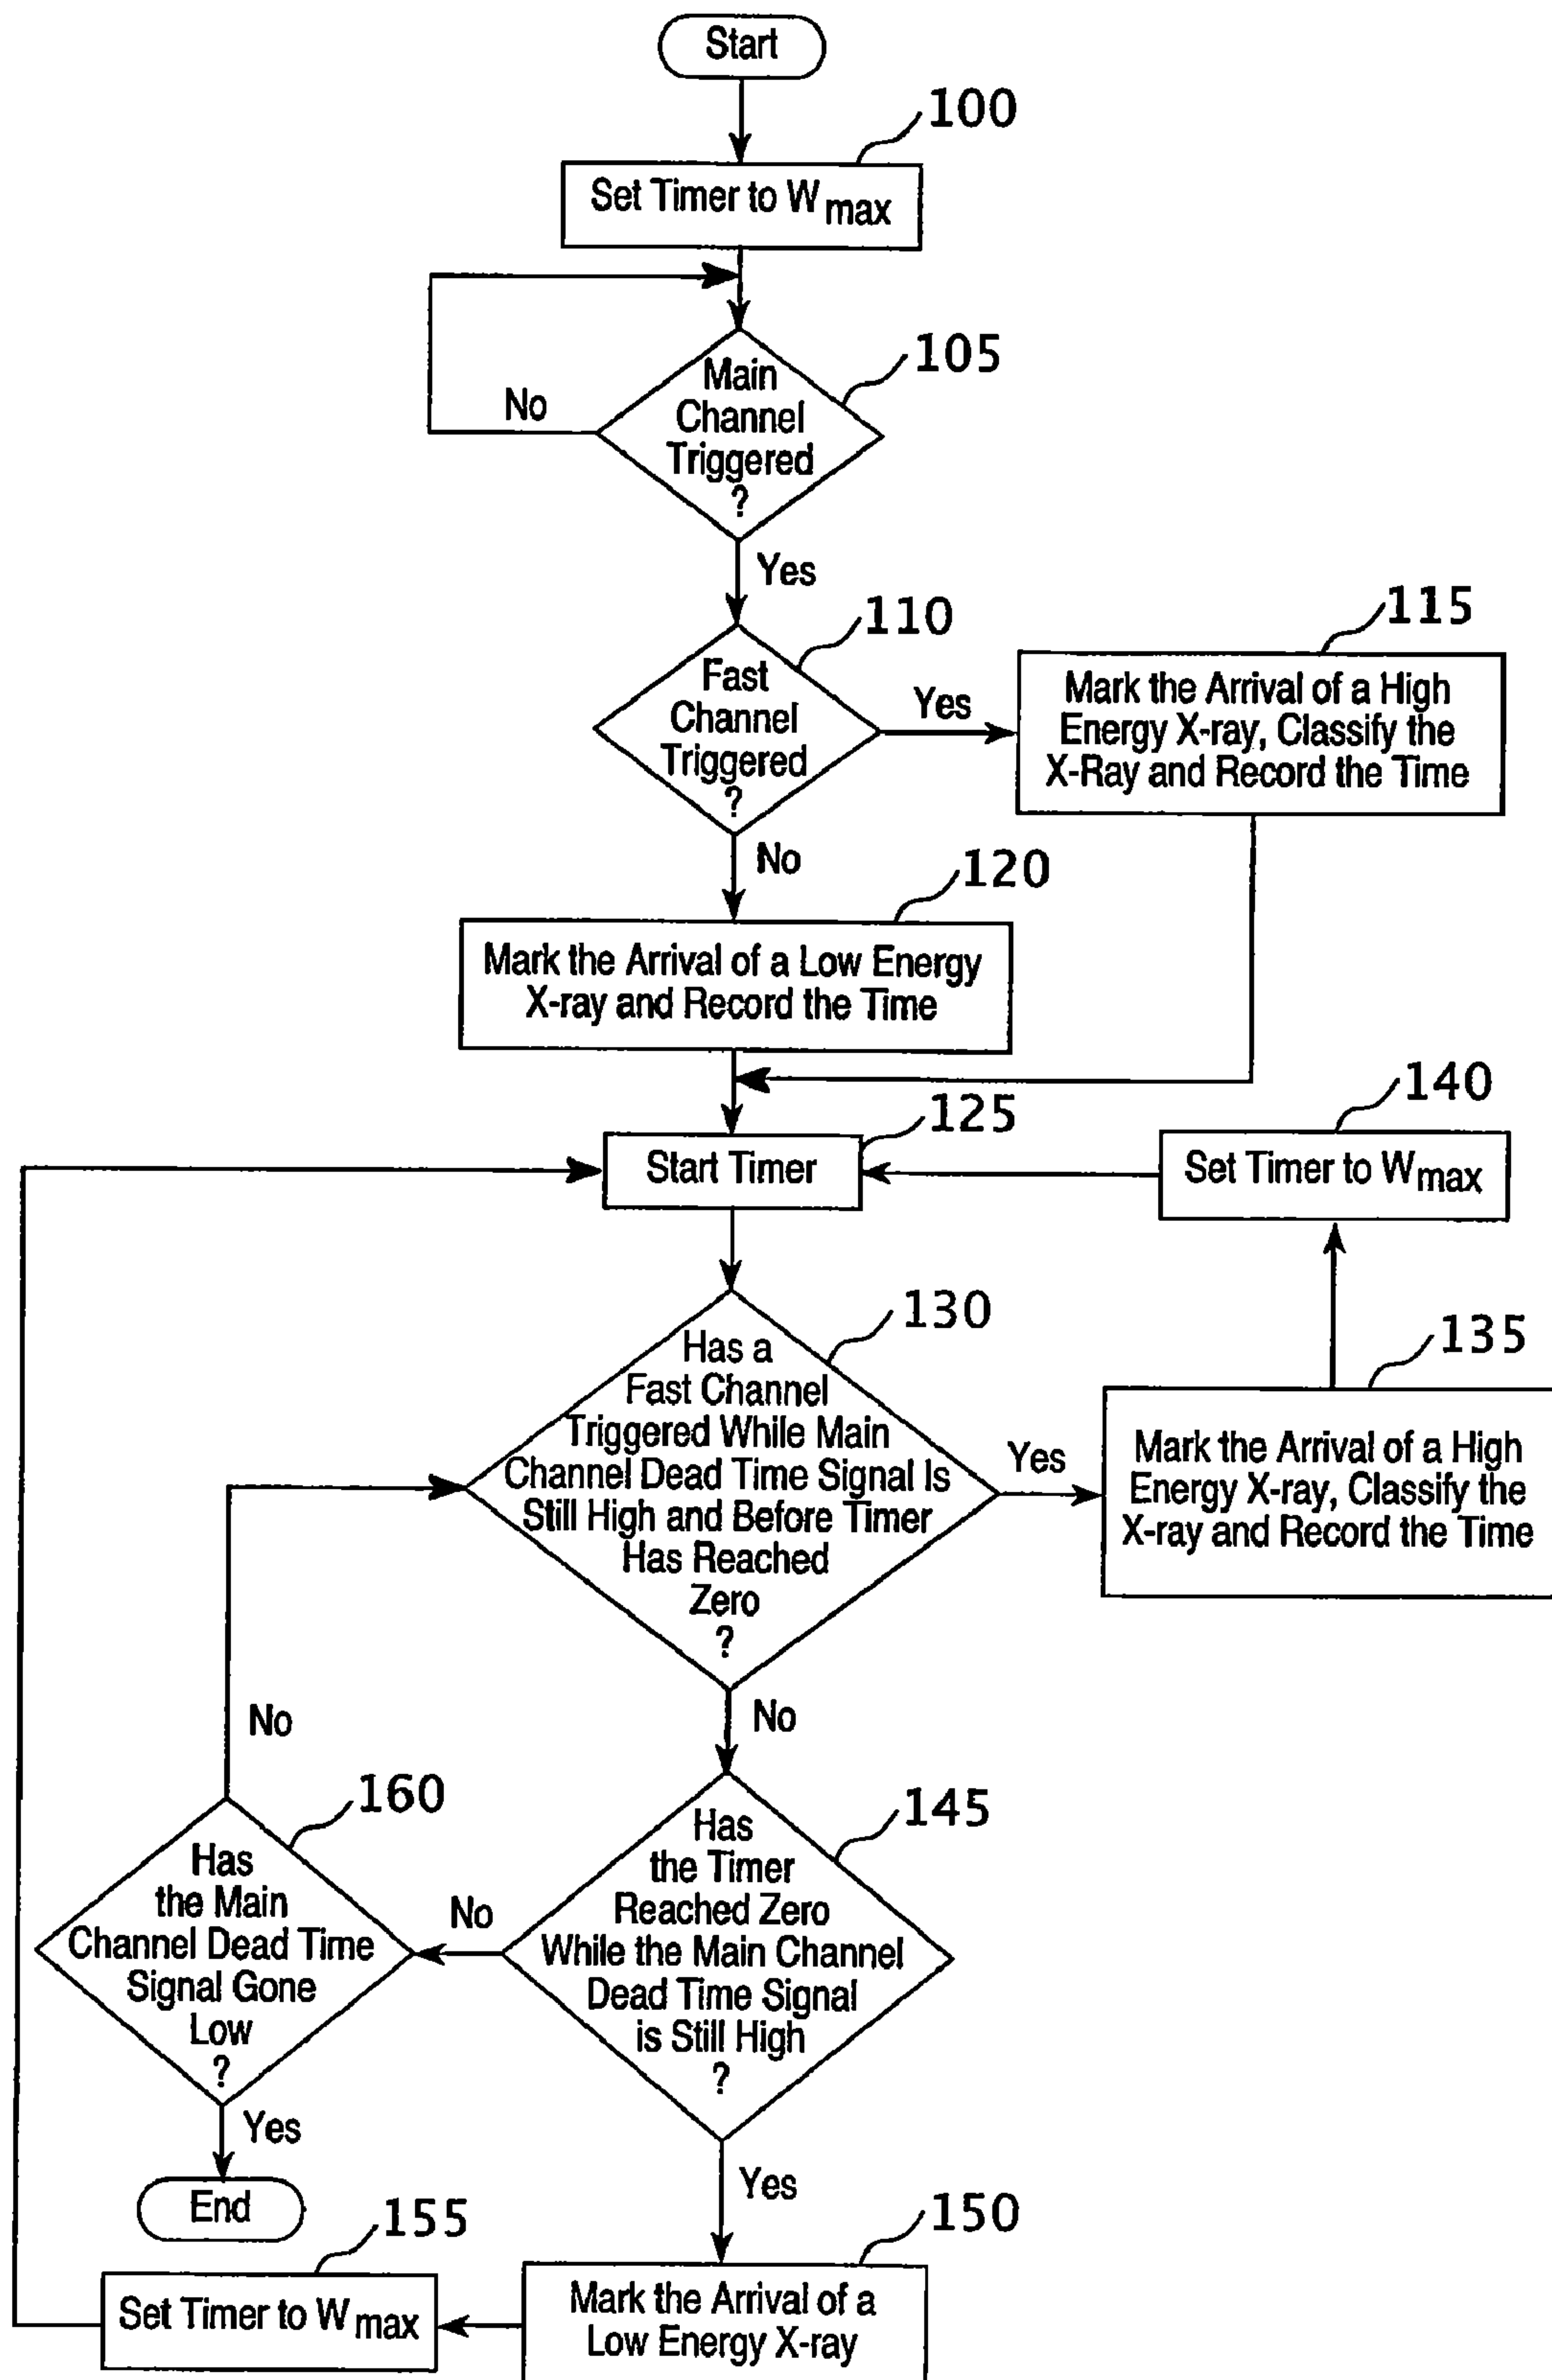 Start
100
Set Timer to Wmax
105
Main
Channel
Triggered
?
No
Yes
110
Fast
Channel
Triggered
?
Yes
115
Mark the Arrival of a High
Energy X-ray, Classify the
X-Ray and Record the Time
No
120
Mark the Arrival of a Low Energy
X-ray and Record the Time
125
Start Timer
140
Set Timer to Wmax
130
Has a
Fast Channel
Triggered While Main
Channel Dead Time Signal Is
Still High and Before Timer
Has Reached
Zero
?
Yes
135
Mark the Arrival of a High
Energy X-ray, Classify the
X-ray and Record the Time
No
No
145
Has
the Timer
Reached Zero
While the Main Channel
Dead Time Signal
is Still High
?
No
160
Has
the Main
Channel Dead Time
Signal Gone
Low
?
Yes
End
Yes
150
Mark the Arrival of a
Low Energy X-ray
155
Set Timer to Wmax